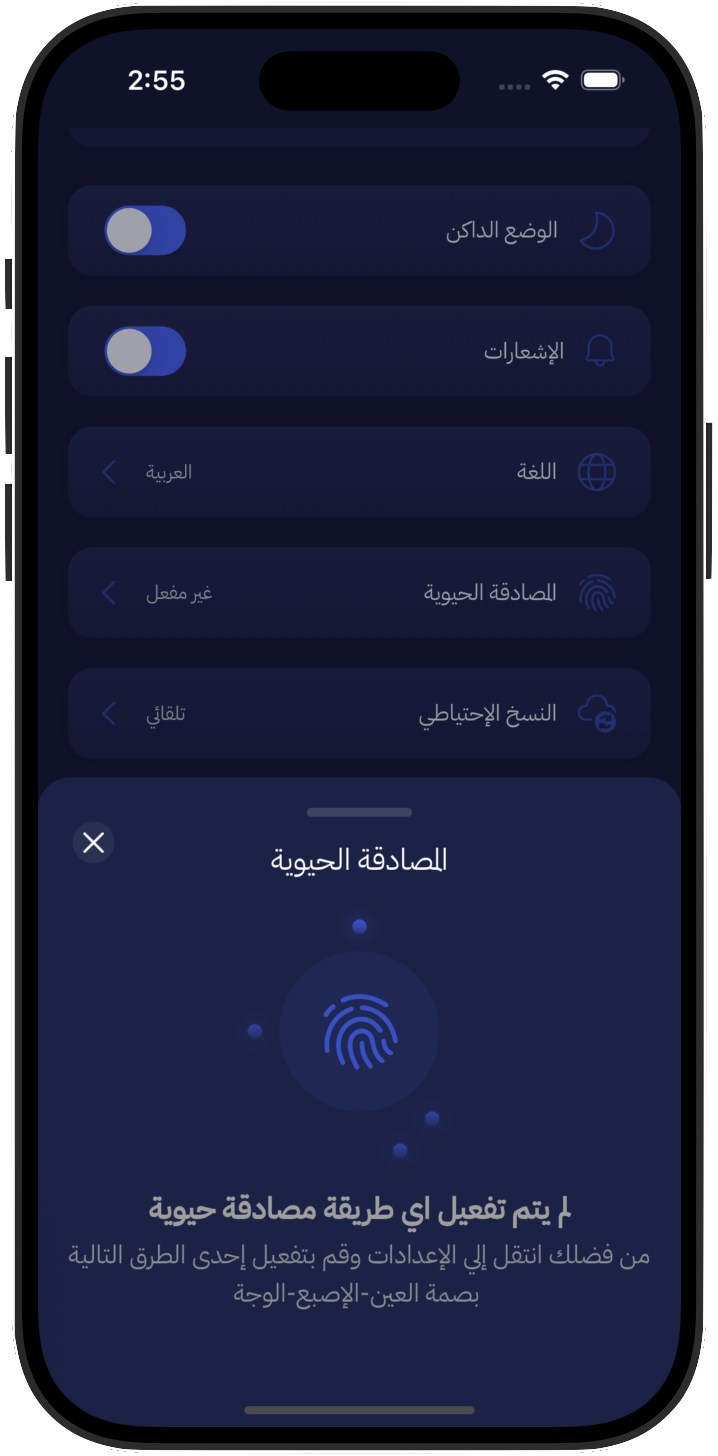 2:55
الوضع الداكن
الإشعارات
اللغة العربية
المصادقة الحيوية غير مفعل
النسخ الإحتياطي تلقائي
المصادقة الحيوية
لم يتم تفعيل اي طريقة مصادقة حيوية
من فضلك انتقل إلي الإعدادات وقم بتفعيل إحدى الطرق التالية
بصمة العين-الإصبع-الوجة